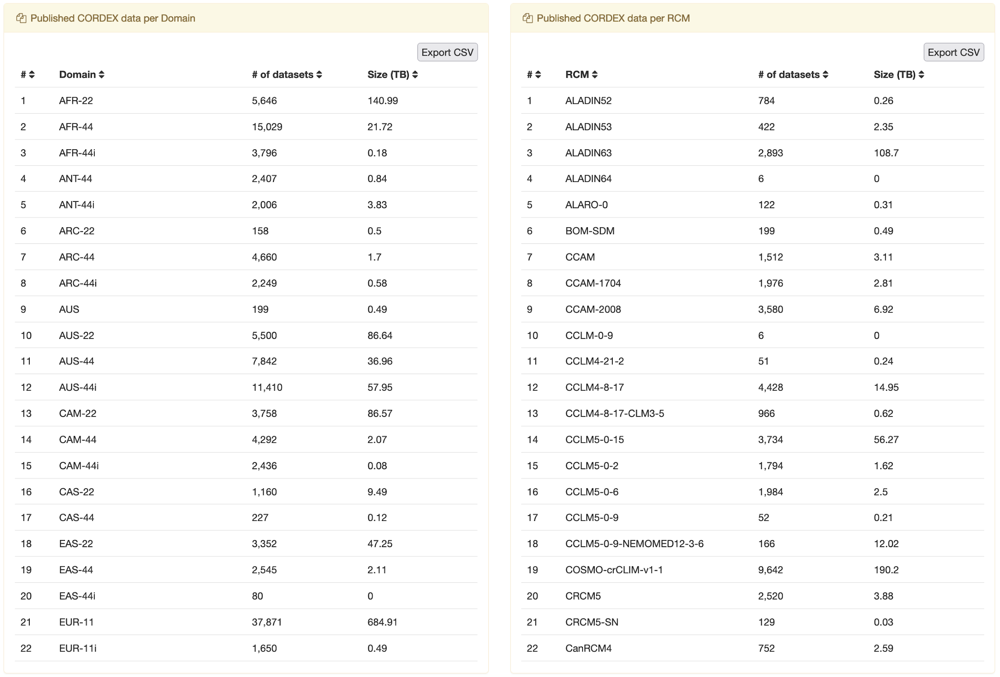 Published CORDEX data per Domain
Export CSV
# Domain # of datasets Size (TB)
1 AFR-22 5,646 140.99
2 AFR-44 15,029 21.72
3 AFR-44i 3,796 0.18
4 ANT-44 2,407 0.84
5 ANT-44i 2,006 3.83
6 ARC-22 158 0.5
7 ARC-44 4,660 1.7
8 ARC-44i 2,249 0.58
9 AUS 199 0.49
10 AUS-22 5,500 86.64
11 AUS-44 7,842 36.96
12 AUS-44i 11,410 57.95
13 CAM-22 3,758 86.57
14 CAM-44 4,292 2.07
15 CAM-44i 2,436 0.08
16 CAS-22 1,160 9.49
17 CAS-44 227 0.12
18 EAS-22 3,352 47.25
19 EAS-44 2,545 2.11
20 EAS-44i 80 0
21 EUR-11 37,871 684.91
22 EUR-11i 1,650 0.49
Published CORDEX data per RCM
Export CSV
# RCM # of datasets Size (TB)
1 ALADIN52 784 0.26
2 ALADIN53 422 2.35
3 ALADIN63 2,893 108.7
4 ALADIN64 6 0
5 ALARO-0 122 0.31
6 BOM-SDM 199 0.49
7 CCAM 1,512 3.11
8 CCAM-1704 1,976 2.81
9 CCAM-2008 3,580 6.92
10 CCLM-0-9 6 0
11 CCLM4-21-2 51 0.24
12 CCLM4-8-17 4,428 14.95
13 CCLM4-8-17-CLM3-5 966 0.62
14 CCLM5-0-15 3,734 56.27
15 CCLM5-0-2 1,794 1.62
16 CCLM5-0-6 1,984 2.5
17 CCLM5-0-9 52 0.21
18 CCLM5-0-9-NEMOMED12-3-6 166 12.02
19 COSMO-crCLIM-v1-1 9,642 190.2
20 CRCM5 2,520 3.88
21 CRCM5-SN 129 0.03
22 CanRCM4 752 2.59